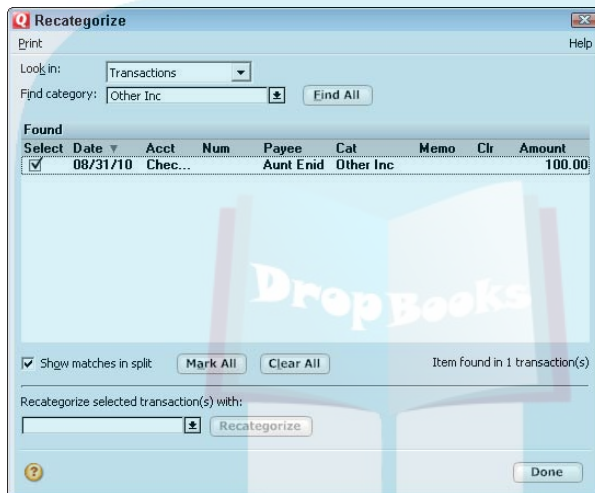 Recategorize
Print Help
Look in: Transactions
Find category: Other Inc Find All
Found
Select Date Acct Num Payee Cat Memo Clr Amount
08/31/10 Chec... Aunt Enid Other Inc 100.00
DropBooks
Show matches in split Mark All Clear All Item found in 1 transaction(s)
Recategorize selected transaction(s) with:
Recategorize
? Done